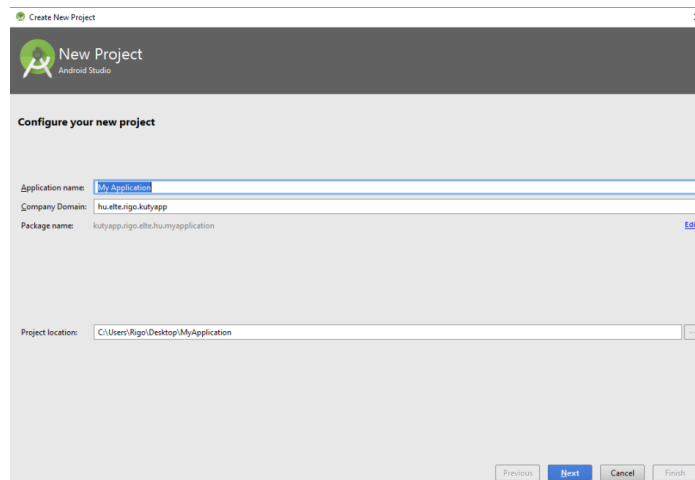 Create New Project
New Project
Android Studio
Configure your new project
Application name: My Application
Company Domain: hu.elte.rigo.kutyapp
Package name: kutyapp.rigo.elte.hu.myapplication Edi
Project location: C:\Users\Rigo\Desktop\MyApplication ...
Previous Next Cancel Finish